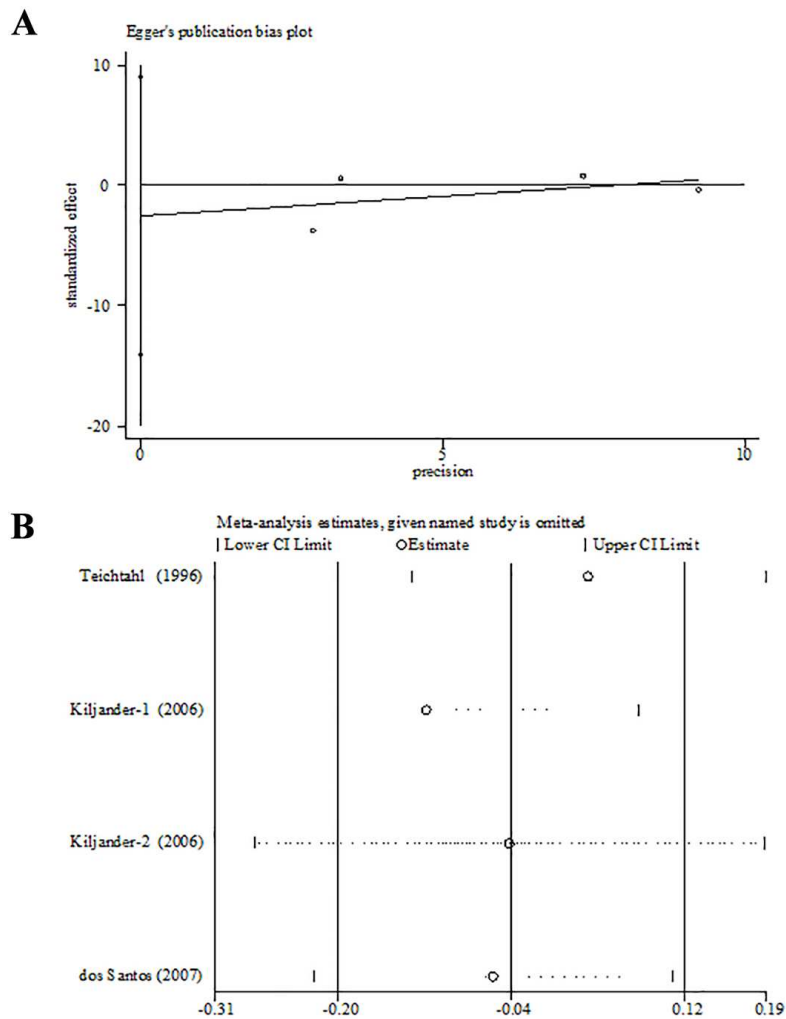 A
Egger's publication bias plot
10
0
-10
-20
standardized effect
0
5
10
precision
B
Meta-analysis estimates, given named study is omitted
Lower CI Limit
Estimate
Upper CI Limit
Teichtahl (1996)
Kiljander-1 (2006)
Kiljander-2 (2006)
dos Santos (2007)
-0.31
-0.20
-0.04
0.12
0.19